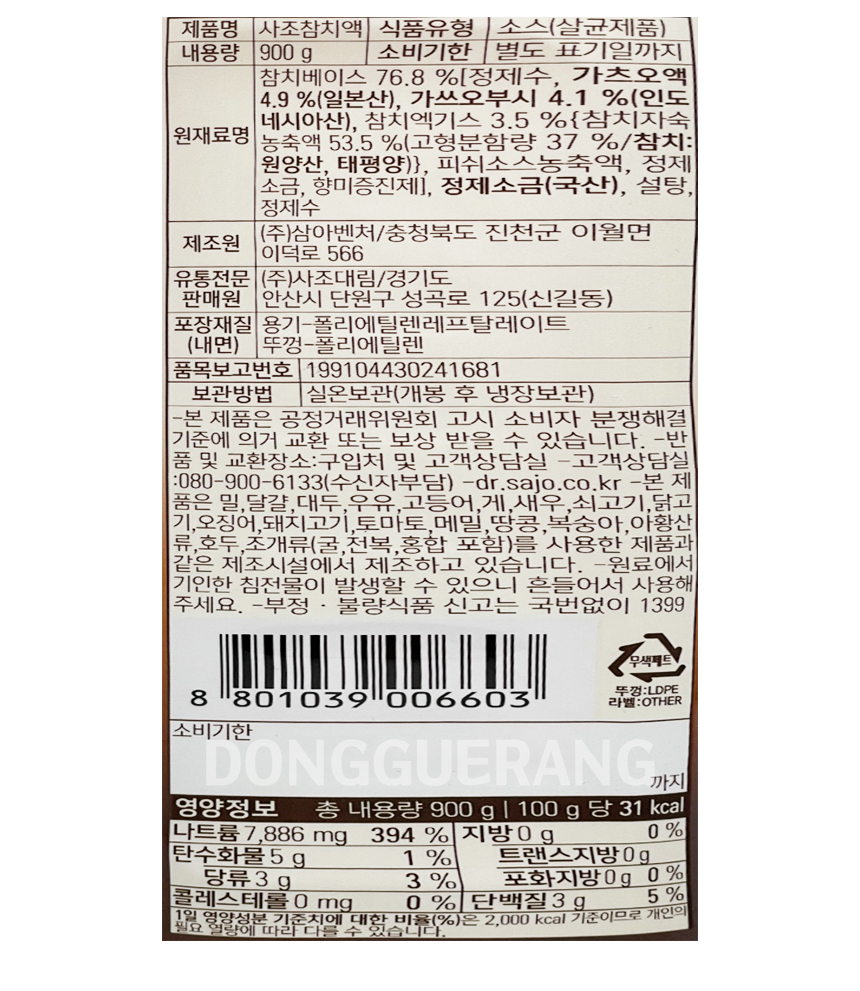 제품명 사조참치액 식품유형 소스(살균제품)
내용량 900 g 소비기한 별도 표기일까지
원재료명
참치베이스 76.8 %[정제수, 가츠오액
4.9 %(일본산), 가쓰오부시 4.1 %(인도
네시아산), 참치엑기스 3.5 %{참치자숙
농축액 53.5 %(고형분함량 37 %/참치:
원양산, 태평양)}, 피쉬소스농축액, 정제
소금, 향미증진제], 정제소금(국산), 설탕,
정제수
제조원
(주)삼아벤처/충청북도 진천군 이월면
이덕로 566
유통전문
판매원
(주)사조대림/경기도
안산시 단원구 성곡로 125(신길동)
포장재질
(내면)
용기-폴리에틸렌레프탈레이트
뚜껑-폴리에틸렌
품목보고번호 199104430241681
보관방법 실온보관(개봉 후 냉장보관)
-본 제품은 공정거래위원회 고시 소비자 분쟁해결
기준에 의거 교환 또는 보상 받을 수 있습니다. -반
품 및 교환장소:구입처 및 고객상담실 -고객상담실
:080-900-6133(수신자부담) -dr.sajo.co.kr -본 제
품은 밀,달걀,대두,우유,고등어,게,새우,쇠고기,닭고
기,오징어,돼지고기,토마토,메밀,땅콩,복숭아,아황산
류,호두,조개류(굴,전복,홍합 포함)를 사용한 제품과
같은 제조시설에서 제조하고 있습니다. -원료에서
기인한 침전물이 발생할 수 있으니 흔들어서 사용해
주세요. -부정 · 불량식품 신고는 국번없이 1399
무색페트
뚜껑:LDPE
라벨:OTHER
8 801039 006603
소비기한
DONGGUERANG
까지
영양정보 총 내용량 900 g | 100 g 당 31 kcal
나트륨 7,886 mg 394 % 지방 0 g 0 %
탄수화물 5 g 1 % 트랜스지방 0 g
당류 3 g 3 % 포화지방 0 g 0 %
콜레스테롤 0 mg 0 % 단백질 3 g 5 %
1일 영양성분 기준치에 대한 비율(%)은 2,000 kcal 기준이므로 개인의
필요 열량에 따라 다를 수 있습니다.